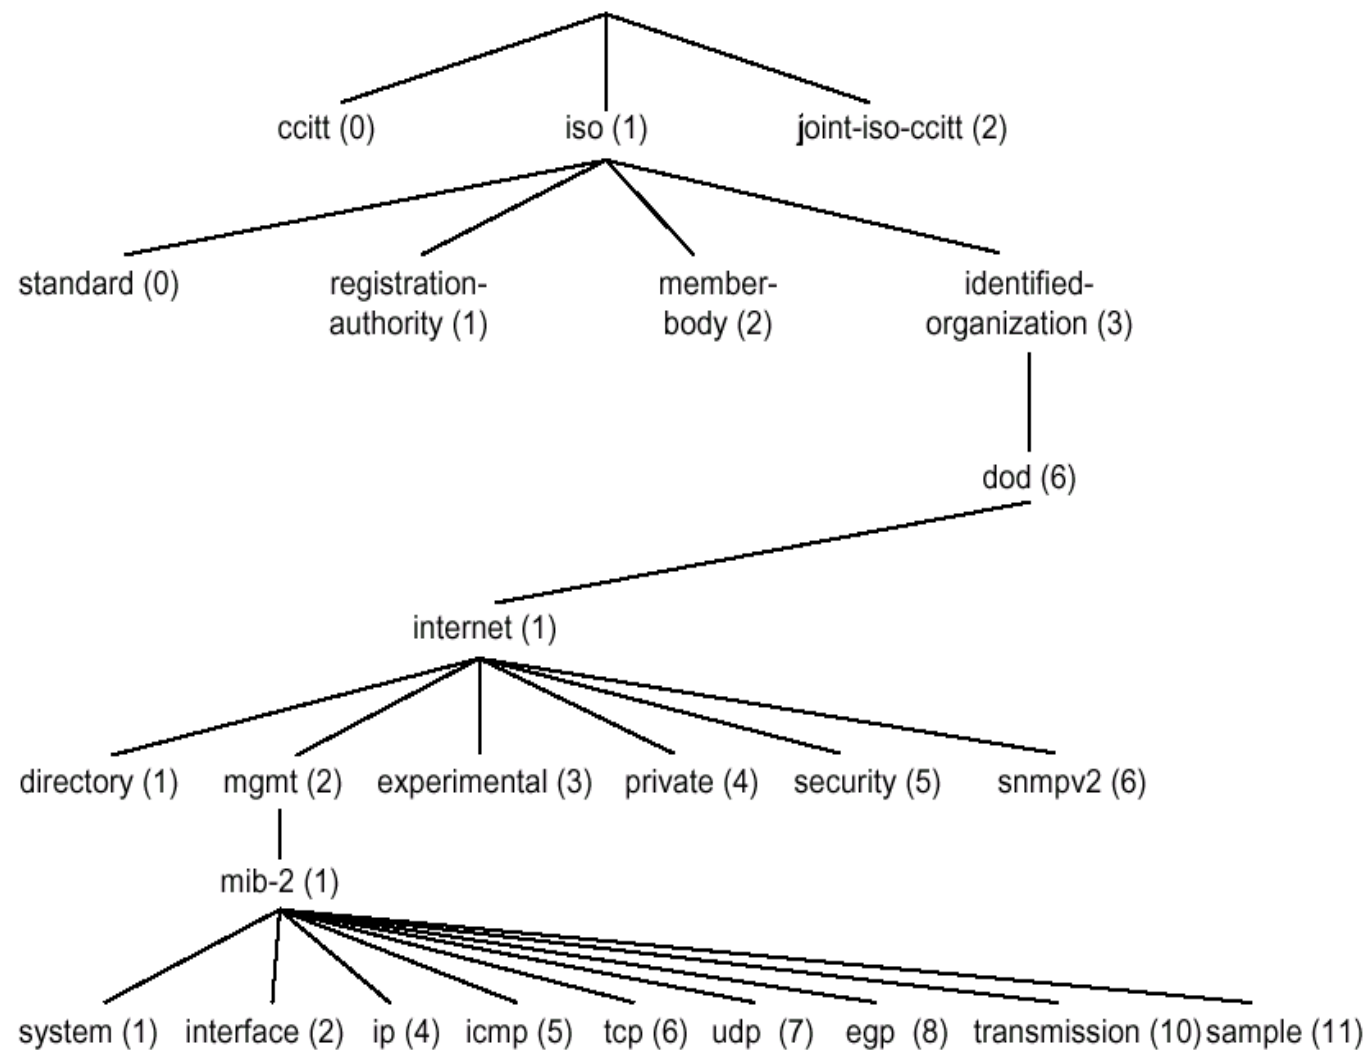 ccitt (0) iso (1) joint-iso-ccitt (2)
standard (0) registration- member- identified-
authority (1) body (2) organization (3)
dod (6)
internet (1)
directory (1) mgmt (2) experimental (3) private (4) security (5) snmpv2 (6)
mib-2 (1)
system (1) interface (2) ip (4) icmp (5) tcp (6) udp (7) egp (8) transmission (10) sample (11)